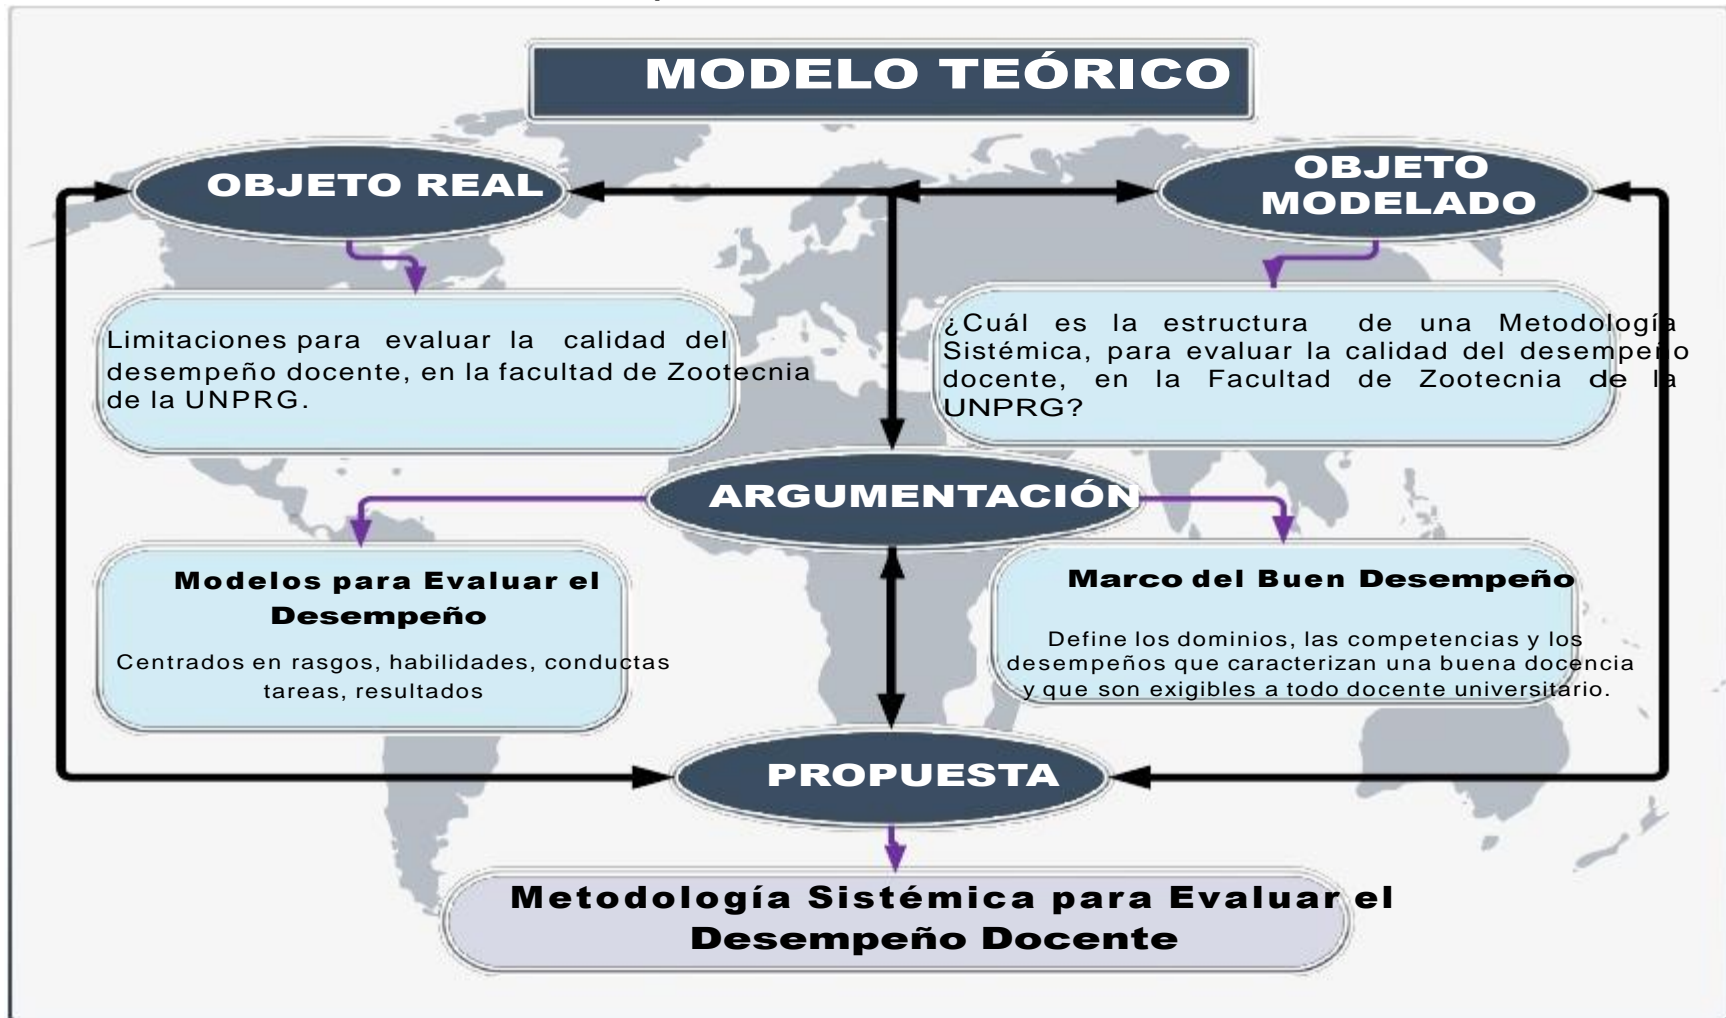 MODELO TEÓRICO
OBJETO REAL
OBJETO
MODELADO
Limitaciones para evaluar la calidad del
desempeño docente, en la facultad de Zootecnia
de la UNPRG.
¿Cuál es la estructura de una Metodología
Sistémica, para evaluar la calidad del desempeño
docente, en la Facultad de Zootecnia de la
UNPRG?
ARGUMENTACIÓN
Modelos para Evaluar el
Desempeño
Centrados en rasgos, habilidades, conductas
tareas, resultados
Marco del Buen Desempeño
Define los dominios, las competencias y los
desempeños que caracterizan una buena docencia
y que son exigibles a todo docente universitario.
PROPUESTA
Metodología Sistémica para Evaluar el
Desempeño Docente